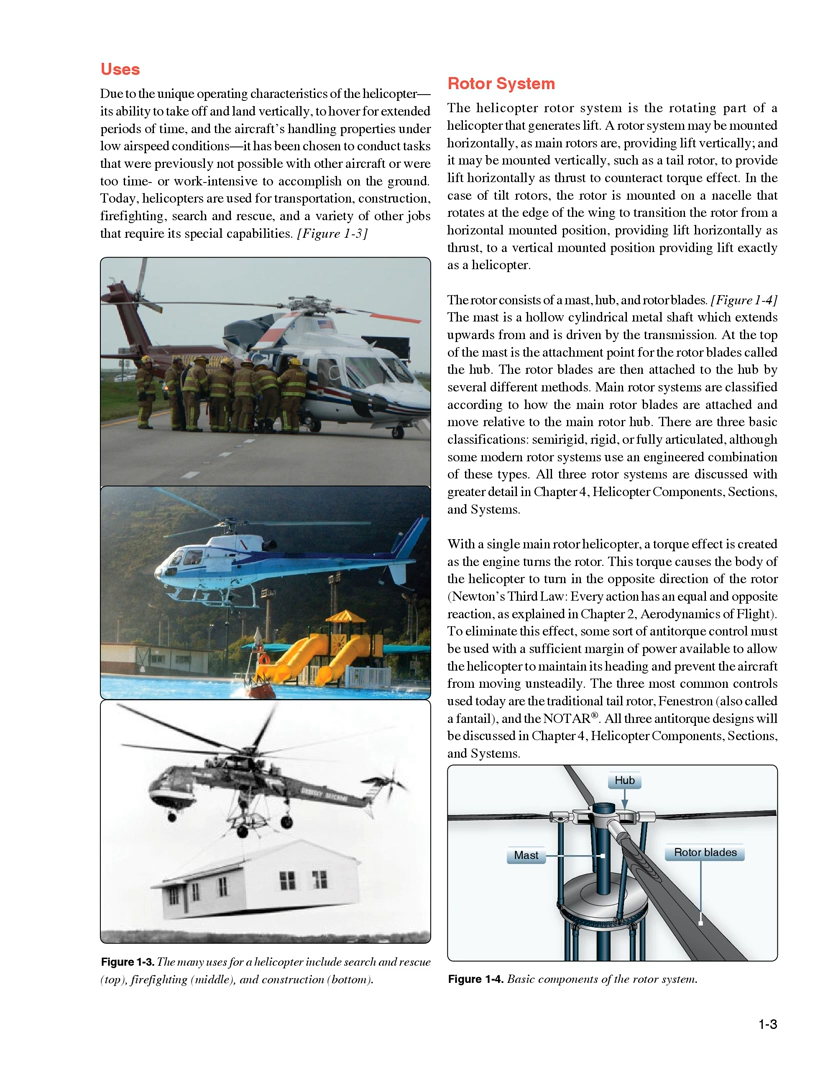 Uses
Due to the unique operating characteristics of the helicopter—
its ability to take off and land vertically, to hover for extended
periods of time, and the aircraft’s handling properties under
low airspeed conditions—it has been chosen to conduct tasks
that were previously not possible with other aircraft or were
too time- or work-intensive to accomplish on the ground.
Today, helicopters are used for transportation, construction,
firefighting, search and rescue, and a variety of other jobs
that require its special capabilities. [Figure 1-3]
Figure 1-3. The many uses for a helicopter include search and rescue
(top), firefighting (middle), and construction (bottom).
Rotor System
The helicopter rotor system is the rotating part of a
helicopter that generates lift. A rotor system may be mounted
horizontally, as main rotors are, providing lift vertically; and
it may be mounted vertically, such as a tail rotor, to provide
lift horizontally as thrust to counteract torque effect. In the
case of tilt rotors, the rotor is mounted on a nacelle that
rotates at the edge of the wing to transition the rotor from a
horizontal mounted position, providing lift horizontally as
thrust, to a vertical mounted position providing lift exactly
as a helicopter.
The rotor consists of a mast, hub, and rotor blades. [Figure 1-4]
The mast is a hollow cylindrical metal shaft which extends
upwards from and is driven by the transmission. At the top
of the mast is the attachment point for the rotor blades called
the hub. The rotor blades are then attached to the hub by
several different methods. Main rotor systems are classified
according to how the main rotor blades are attached and
move relative to the main rotor hub. There are three basic
classifications: semirigid, rigid, or fully articulated, although
some modern rotor systems use an engineered combination
of these types. All three rotor systems are discussed with
greater detail in Chapter 4, Helicopter Components, Sections,
and Systems.
With a single main rotor helicopter, a torque effect is created
as the engine turns the rotor. This torque causes the body of
the helicopter to turn in the opposite direction of the rotor
(Newton’s Third Law: Every action has an equal and opposite
reaction, as explained in Chapter 2, Aerodynamics of Flight).
To eliminate this effect, some sort of antitorque control must
be used with a sufficient margin of power available to allow
the helicopter to maintain its heading and prevent the aircraft
from moving unsteadily. The three most common controls
used today are the traditional tail rotor, Fenestron (also called
a fantail), and the NOTAR®. All three antitorque designs will
be discussed in Chapter 4, Helicopter Components, Sections,
and Systems.
Hub
Mast
Rotor blades
Figure 1-4. Basic components of the rotor system.
1-3